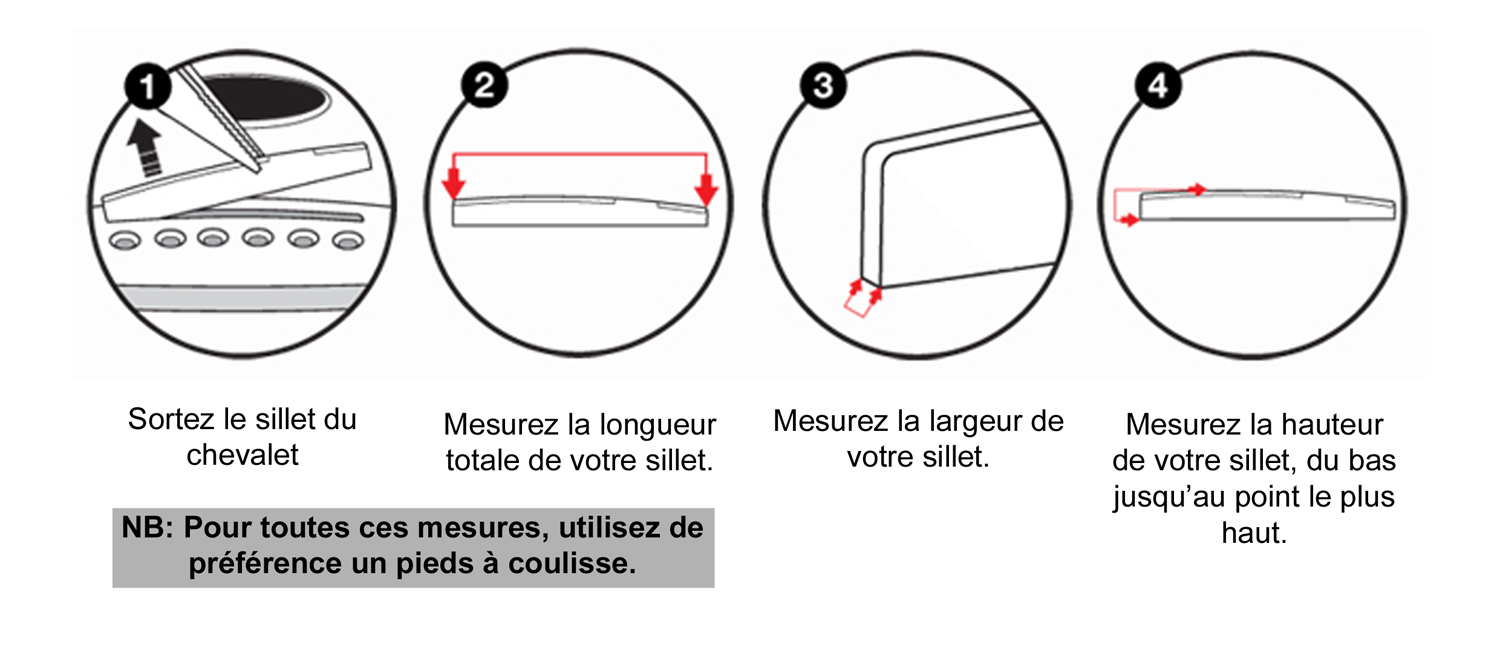 1
2
3
4
Sortez le sillet du
chevalet
Mesurez la longueur
totale de votre sillet.
Mesurez la largeur de
votre sillet.
Mesurez la hauteur
de votre sillet, du bas
jusqu’au point le plus
haut.
NB: Pour toutes ces mesures, utilisez de
préférence un pieds à coulisse.